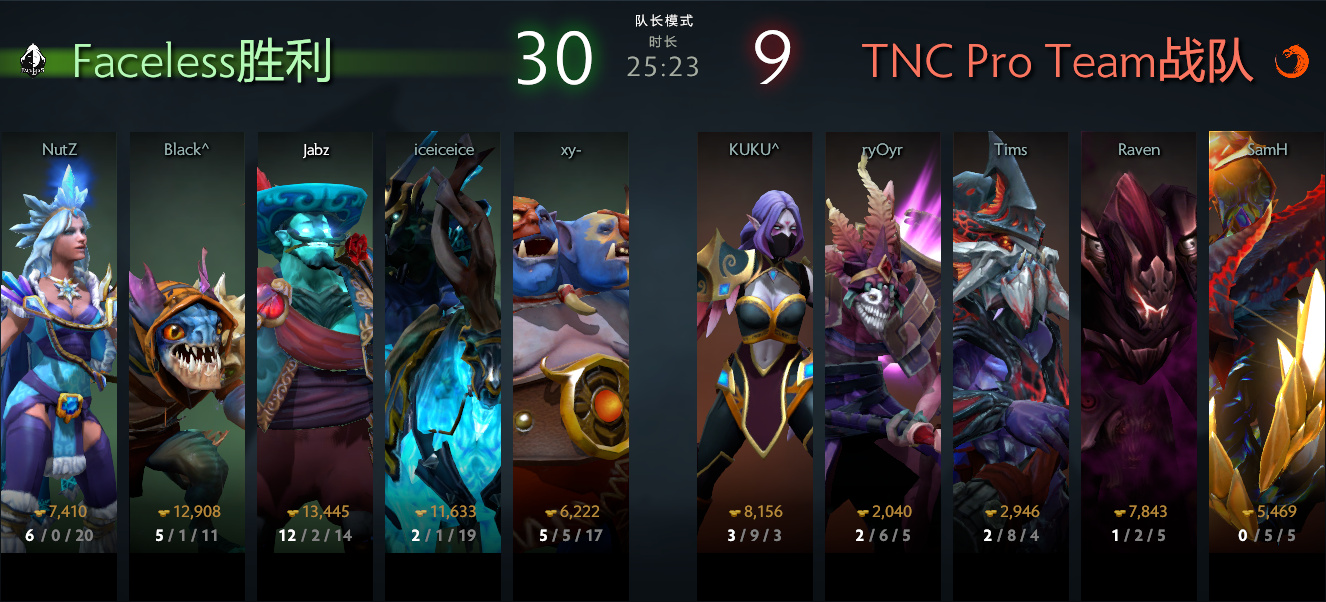 Faceless胜利
30
队长模式
时长
25:23
9
TNC Pro Team战队
NutZ
Black^
Jabz
iceiceice
xy-
KUKU^
ryOyr
Tims
Raven
SamH
7,410
12,908
13,445
11,633
6,222
8,156
2,040
2,946
7,843
5,469
6 / 0 / 20
5 / 1 / 11
12 / 2 / 14
2 / 1 / 19
5 / 5 / 17
3 / 9 / 3
2 / 6 / 5
2 / 8 / 4
1 / 2 / 5
0 / 5 / 5